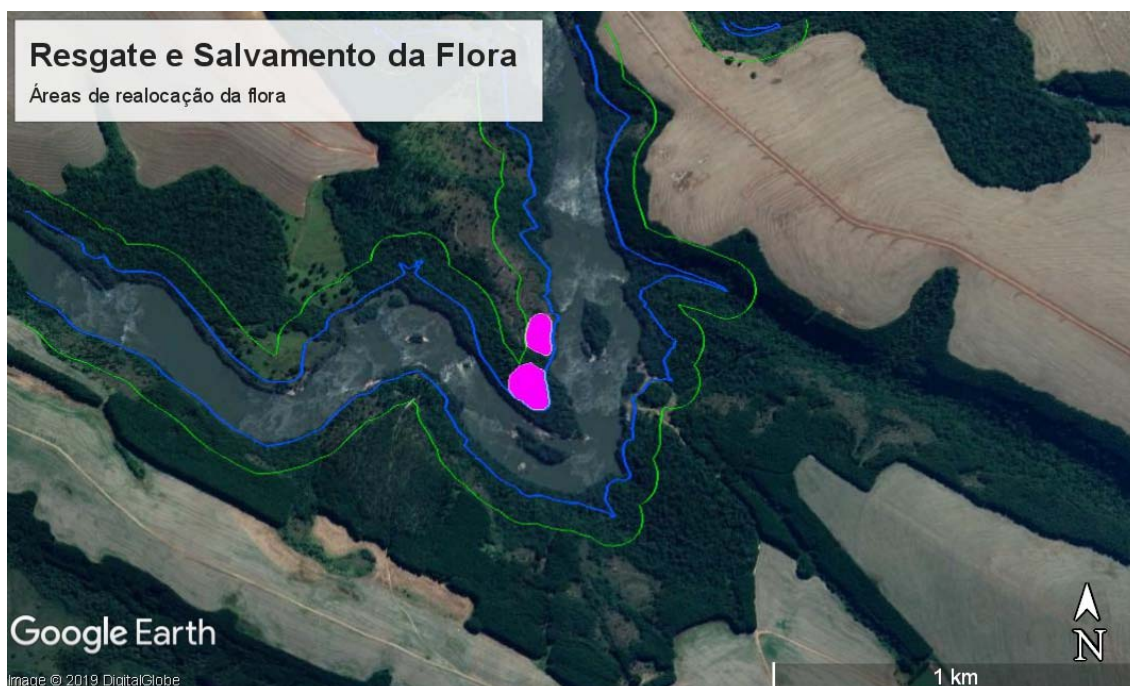 Resgate e Salvamento da Flora
Áreas de realocação da flora
Google Earth
N
Image © 2019 DigitalGlobe
1 km